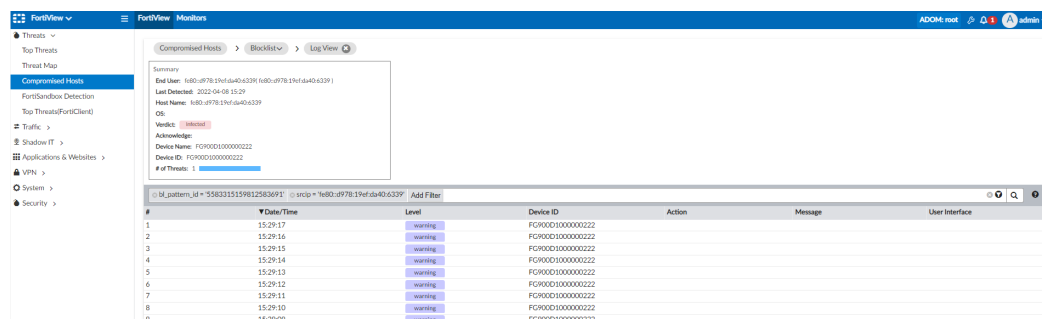 FortiView
FortiView Monitors
ADOM: root
1
A admin
Threats
Top Threats
Threat Map
Compromised Hosts
FortiSandbox Detection
Top Threats(FortiClient)
Traffic >
Shadow IT >
Applications & Websites >
VPN >
System >
Security >
Compromised Hosts > Blocklist > Log View
Summary
End User: fe80::d978:19ef:da40:6339( fe80::d978:19ef:da40:6339 )
Last Detected: 2022-04-08 15:29
Host Name: fe80::d978:19ef:da40:6339
OS:
Verdict: Infected
Acknowledge:
Device Name: FG900D1000000222
Device ID: FG900D1000000222
# of Threats: 1
bl_pattern_id = '5583315159812583691' srcip = 'fe80::d978:19ef:da40:6339' Add Filter
# ▼Date/Time Level Device ID Action Message User Interface
1 15:29:17 warning FG900D1000000222
2 15:29:16 warning FG900D1000000222
3 15:29:15 warning FG900D1000000222
4 15:29:14 warning FG900D1000000222
5 15:29:13 warning FG900D1000000222
6 15:29:12 warning FG900D1000000222
7 15:29:11 warning FG900D1000000222
8 15:29:10 warning FG900D1000000222